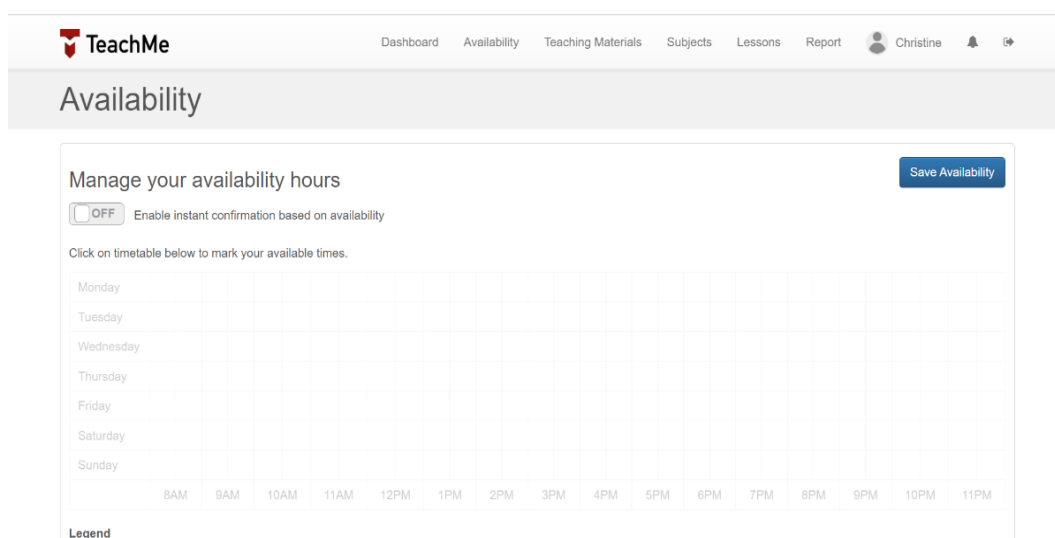 TeachMe Dashboard Availability Teaching Materials Subjects Lessons Report Christine
Availability
Manage your availability hours
Save Availability
OFF Enable instant confirmation based on availability
Click on timetable below to mark your available times.
Monday
Tuesday
Wednesday
Thursday
Friday
Saturday
Sunday
8AM 9AM 10AM 11AM 12PM 1PM 2PM 3PM 4PM 5PM 6PM 7PM 8PM 9PM 10PM 11PM
Legend